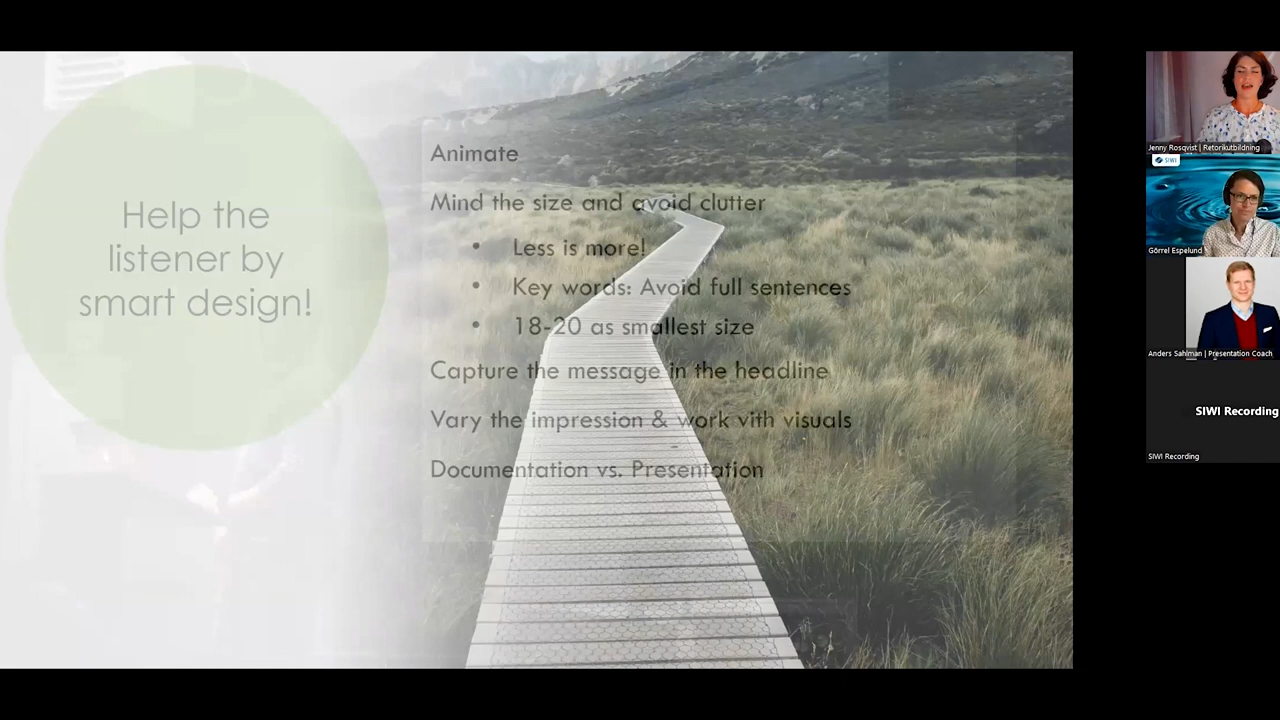 Help the
listener by
smart design!
Animate
Mind the size and avoid clutter
• Less is more!
• Key words: Avoid full sentences
• 18-20 as smallest size
Capture the message in the headline
Vary the impression & work vith visuals
Documentation vs. Presentation
Jenny Rosqvist | Retorikutbildning
SIWI
Görrel Espelund
Anders Sahlman | Presentation Coach
SIWI Recording
SIWI Recording